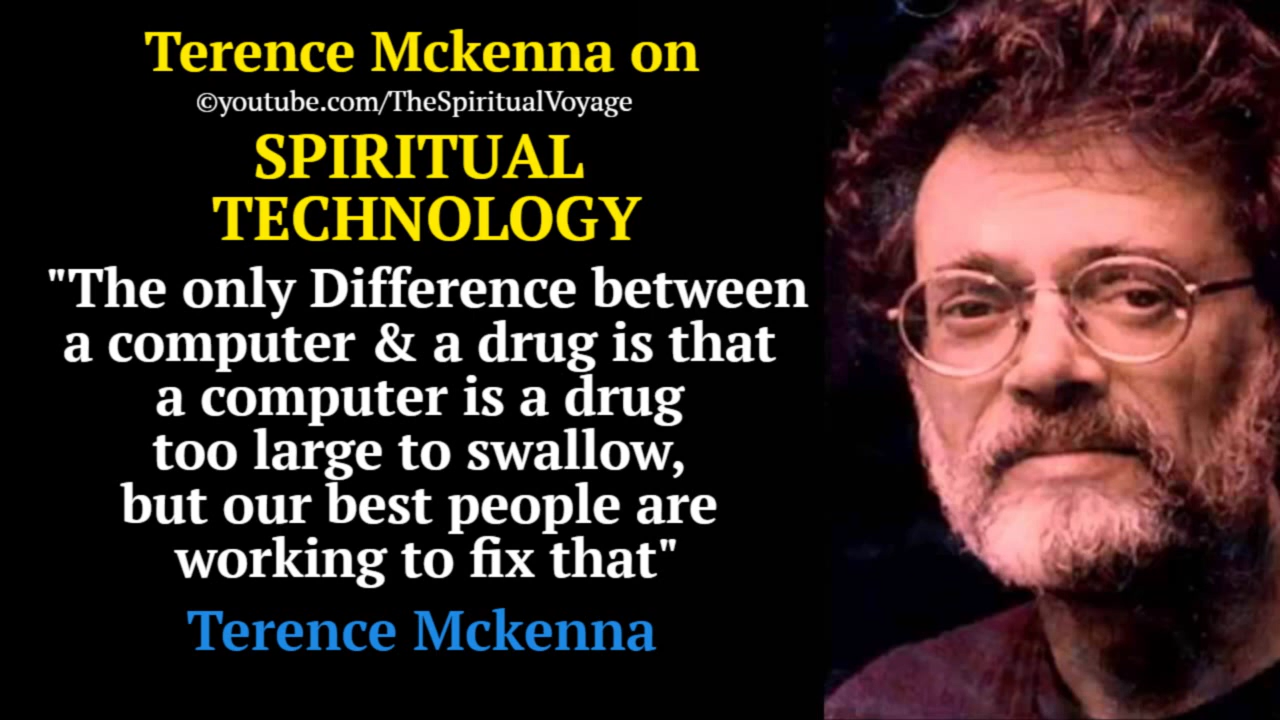 Terence Mckenna on
©youtube.com/TheSpiritualVoyage
SPIRITUAL
TECHNOLOGY
"The only Difference between
a computer & a drug is that
a computer is a drug
too large to swallow,
but our best people are
working to fix that"
Terence Mckenna